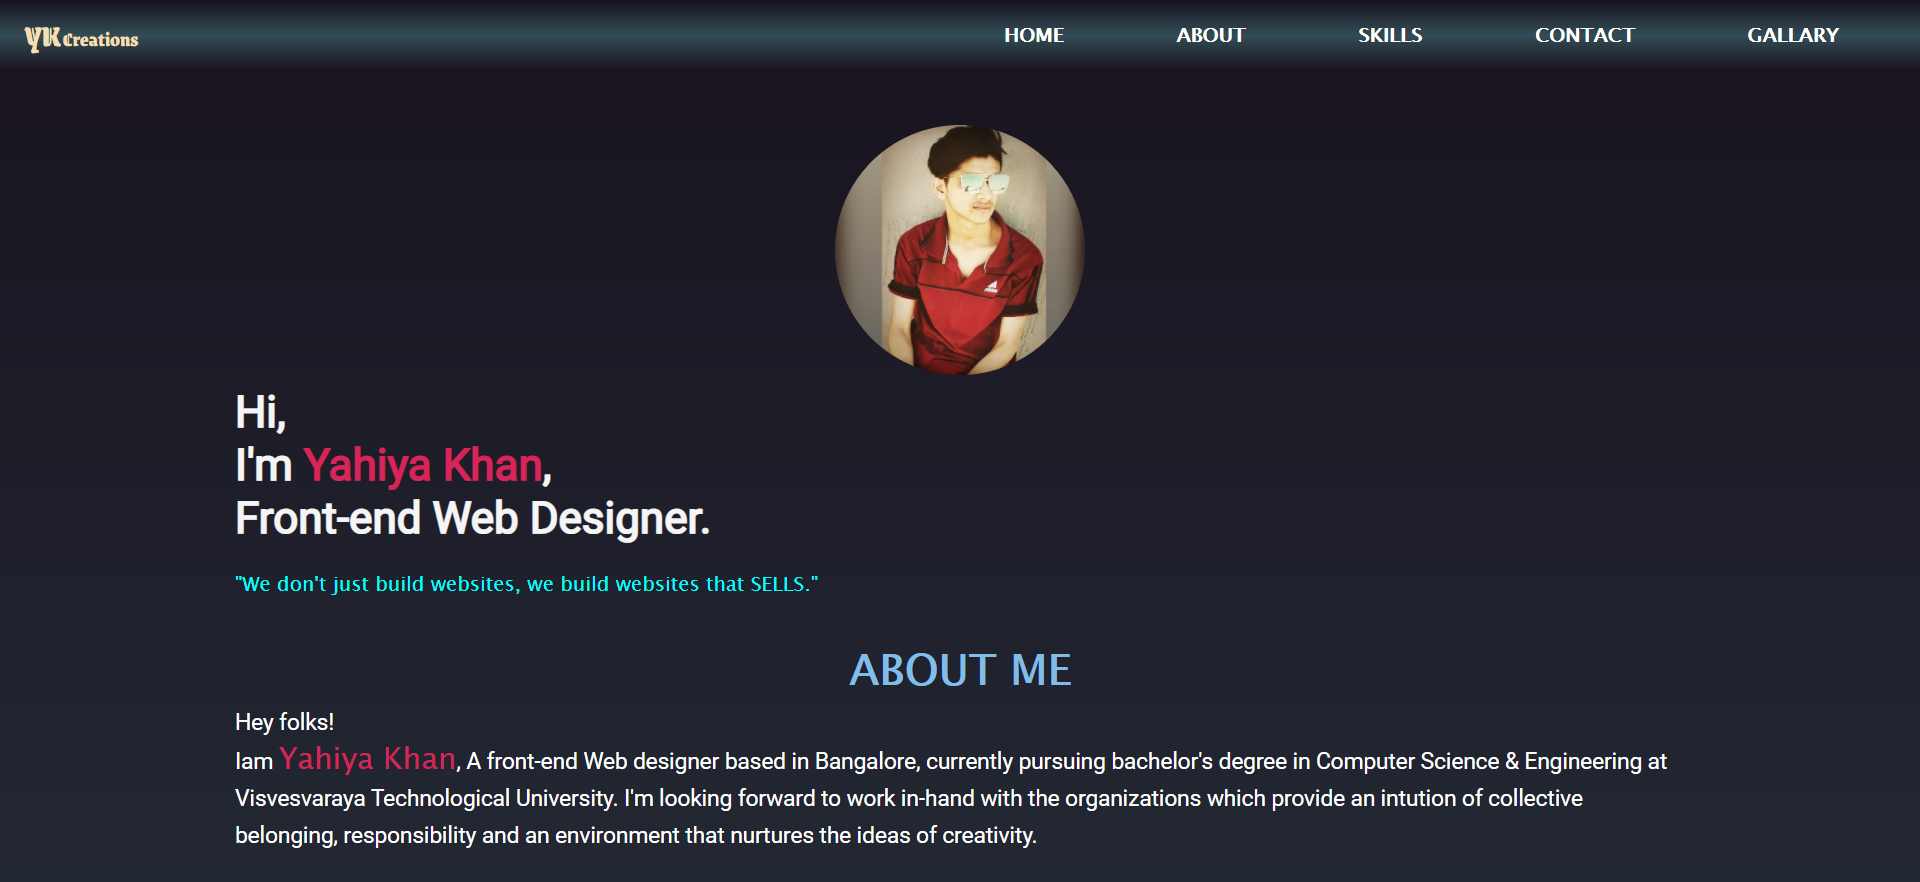 YK Creations
HOME ABOUT SKILLS CONTACT GALLARY
Hi,
I'm Yahiya Khan,
Front-end Web Designer.
"We don't just build websites, we build websites that SELLS."
ABOUT ME
Hey folks!
Iam Yahiya Khan, A front-end Web designer based in Bangalore, currently pursuing bachelor's degree in Computer Science & Engineering at
Visvesvaraya Technological University. I'm looking forward to work in-hand with the organizations which provide an intution of collective
belonging, responsibility and an environment that nurtures the ideas of creativity.